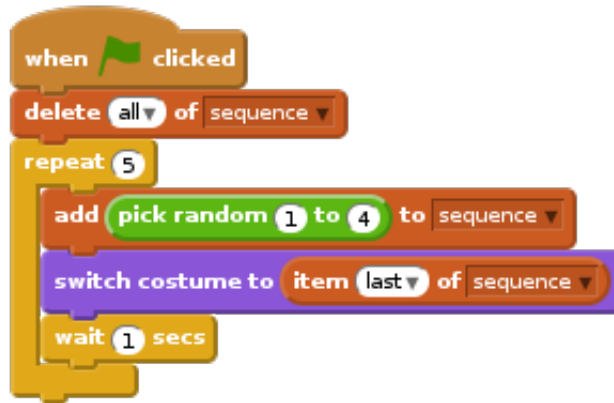 when clicked
delete all of sequence
repeat 5
add pick random 1 to 4 to sequence
switch costume to item last of sequence
wait 1 secs